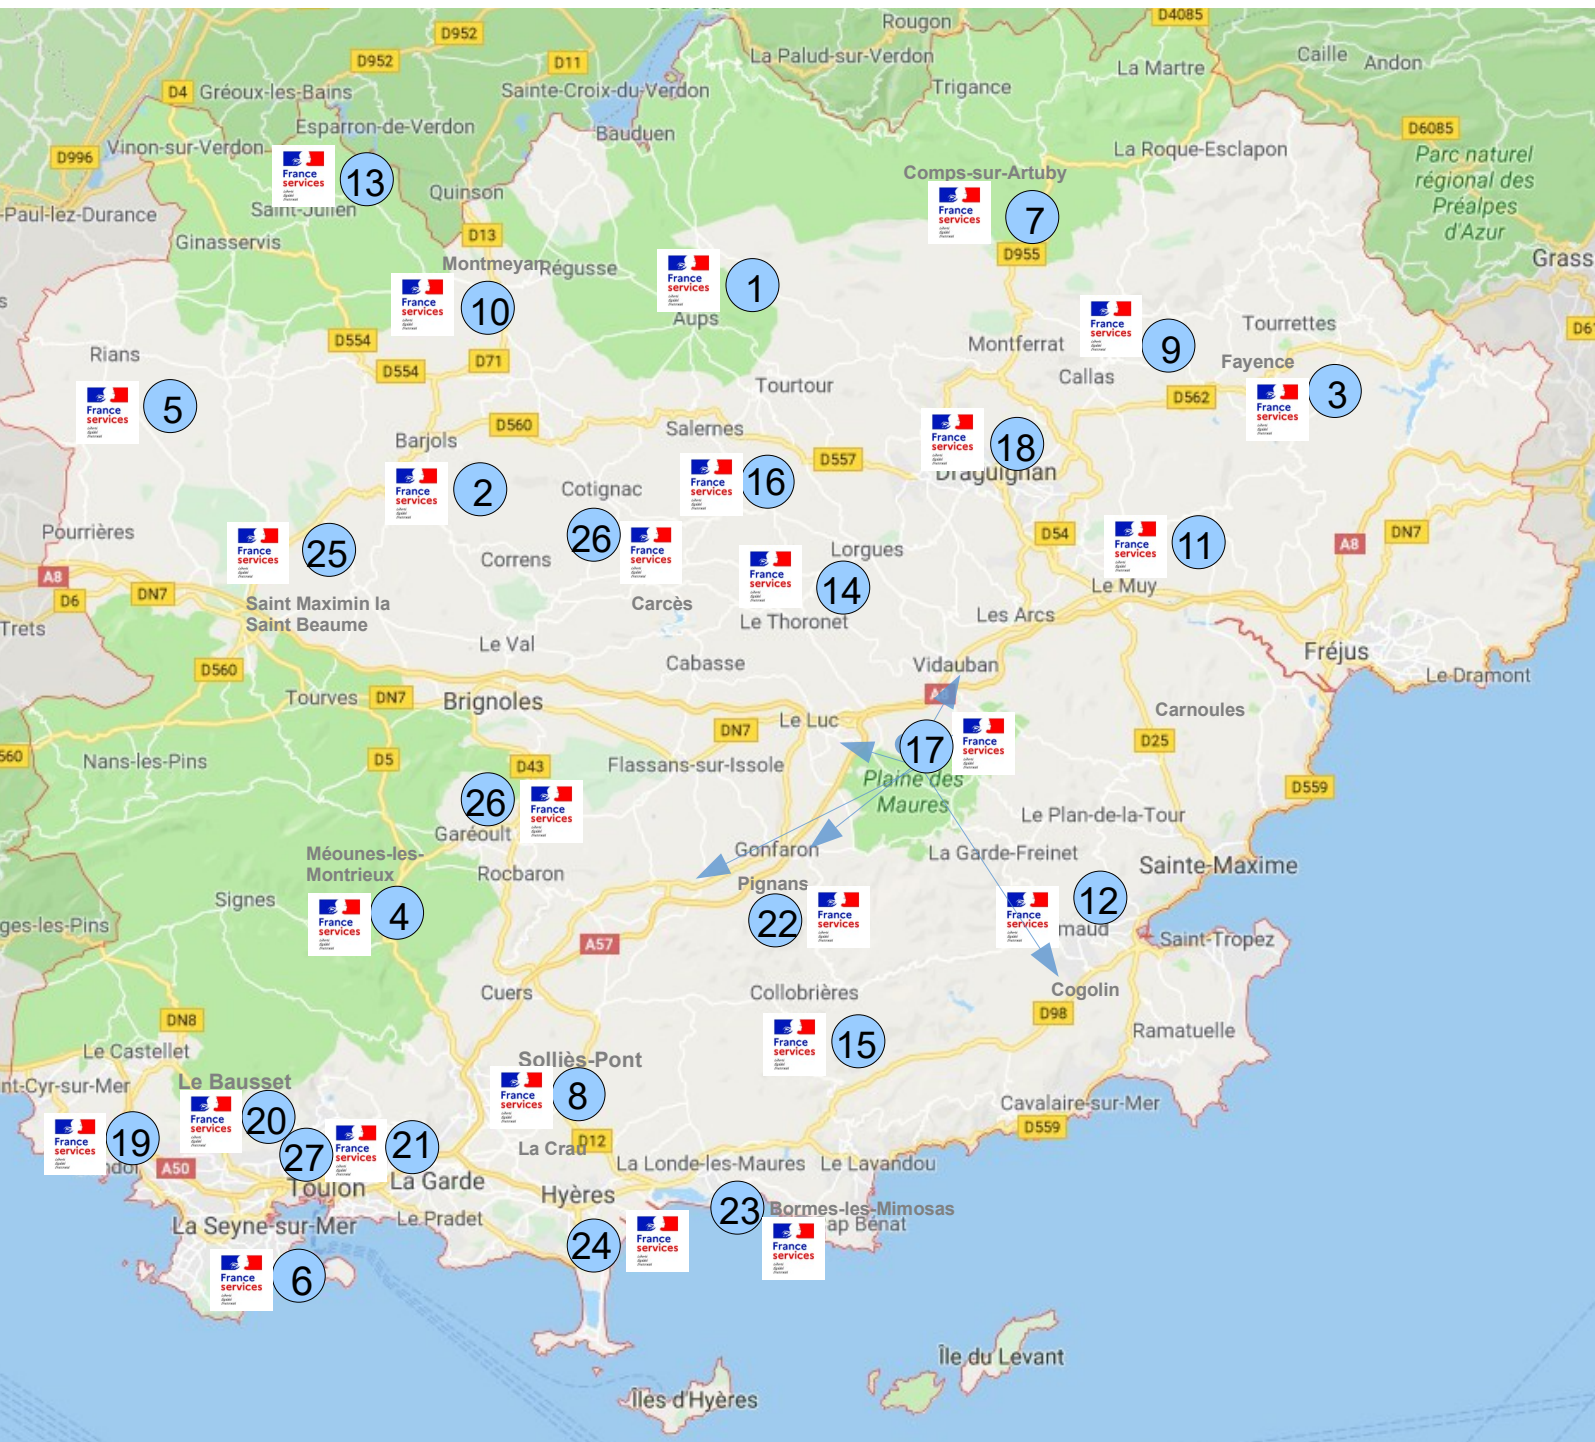 Rougon
D4085
D952
La Palud-sur-Verdon
Caille
Andon
D952
D11
La Martre
D4
Gréoux-les-Bains
Sainte-Croix-du-Verdon
Trigance
Esparron-de-Verdon
Bauduen
D6085
Vinon-sur-Verdon
D996
La Roque-Esclapon
Parc naturel
régional des
Préalpes
d'Azur
France
services
13
Comps-sur-Artuby
Quinson
France
services
7
-Paul-lez-Durance
Saint-Julien
Ginasservis
D13
D955
Grass
Montmeyan
Régusse
France
services
1
France
services
10
Aups
France
services
9
Tourrettes
D61
D554
Montferrat
Rians
D71
Fayence
D554
Callas
Tourtour
D562
France
services
3
France
services
5
D560
Barjols
Salernes
France
services
18
D557
Draguignan
France
services
2
Cotignac
France
services
16
Pourrières
France
services
25
26
France
services
Correns
Lorgues
D54
France
services
11
A8
DN7
A8
D6
DN7
France
services
14
Le Muy
Saint Maximin la
Saint Beaume
Carcès
Le Thoronet
Les Arcs
Trets
Le Val
Fréjus
D560
Cabasse
Vidauban
Le Dramont
Tourves
DN7
Brignoles
Carnoules
Le Luc
DN7
17
France
services
D25
560
Nans-les-Pins
D5
D43
Flassans-sur-Issole
Plaine des
Maures
D559
26
France
services
Le Plan-de-la-Tour
Garéoult
Gonfaron
La Garde-Freinet
Méounes-les-
Montrieux
Rocbaron
Sainte-Maxime
Pignans
Signes
France
services
4
22
France
services
France
services
12
maud
ges-les-Pins
A57
Saint-Tropez
Cuers
Collobrières
Cogolin
DN8
D98
Ramatuelle
France
services
15
Le Castellet
Solliès-Pont
nt-Cyr-sur-Mer
Le Bausset
France
services
8
Cavalaire-sur-Mer
France
services
20
France
services
19
27
France
services
21
D559
D12
La Crau
ndol
A50
La Londe-les-Maures
Le Lavandou
Toulon
La Garde
Hyères
La Seyne-sur-Mer
Le Pradet
23
Bormes-les-Mimosas
ap Bénat
24
France
services
France
services
France
services
6
Île du Levant
Îles d'Hyères